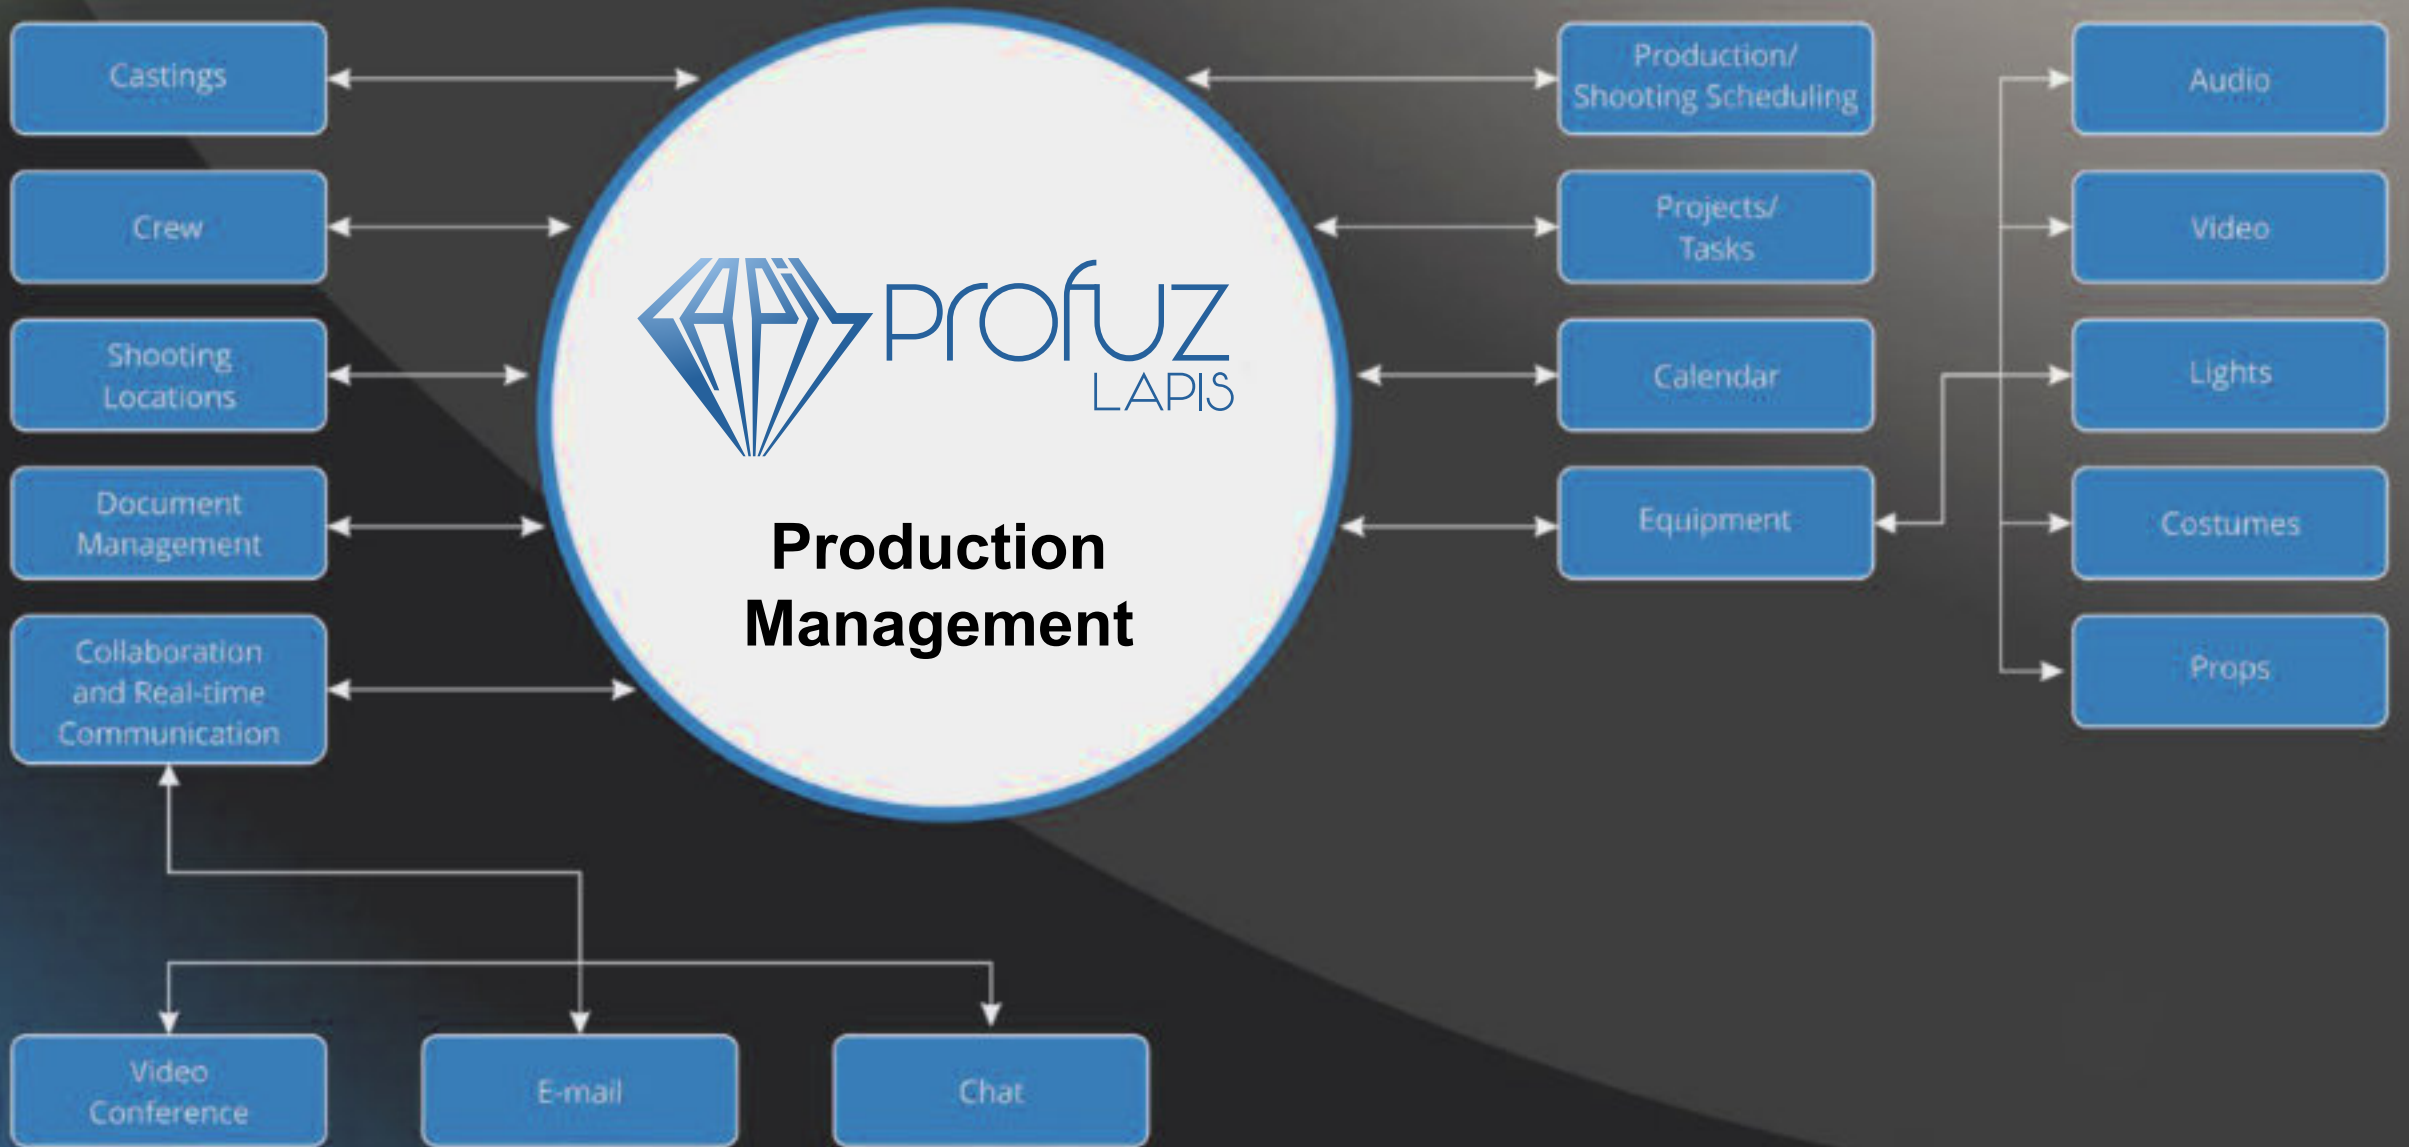 Castings
Crew
Shooting
Locations
Document
Management
Collaboration
and Real-time
Communication
Video
Conference
E-mail
Chat
LAPIS
PROFUZ
LAPIS
Production
Management
Production/
Shooting Scheduling
Projects/
Tasks
Calendar
Equipment
Audio
Video
Lights
Costumes
Props